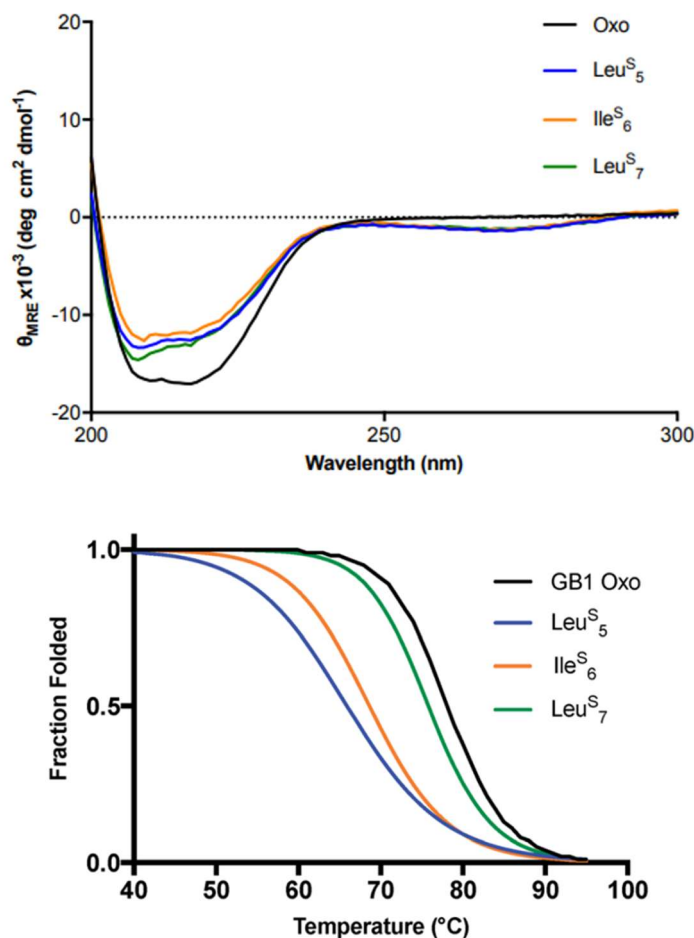 20
10
0
-10
-20
200
250
300
θMRE x10⁻³ (deg cm² dmol⁻¹)
Wavelength (nm)
Oxo
Leuˢ₅
Ileˢ₆
Leuˢ₇
1.0
0.5
0.0
40
50
60
70
80
90
100
Fraction Folded
Temperature (°C)
GB1 Oxo
Leuˢ₅
Ileˢ₆
Leuˢ₇